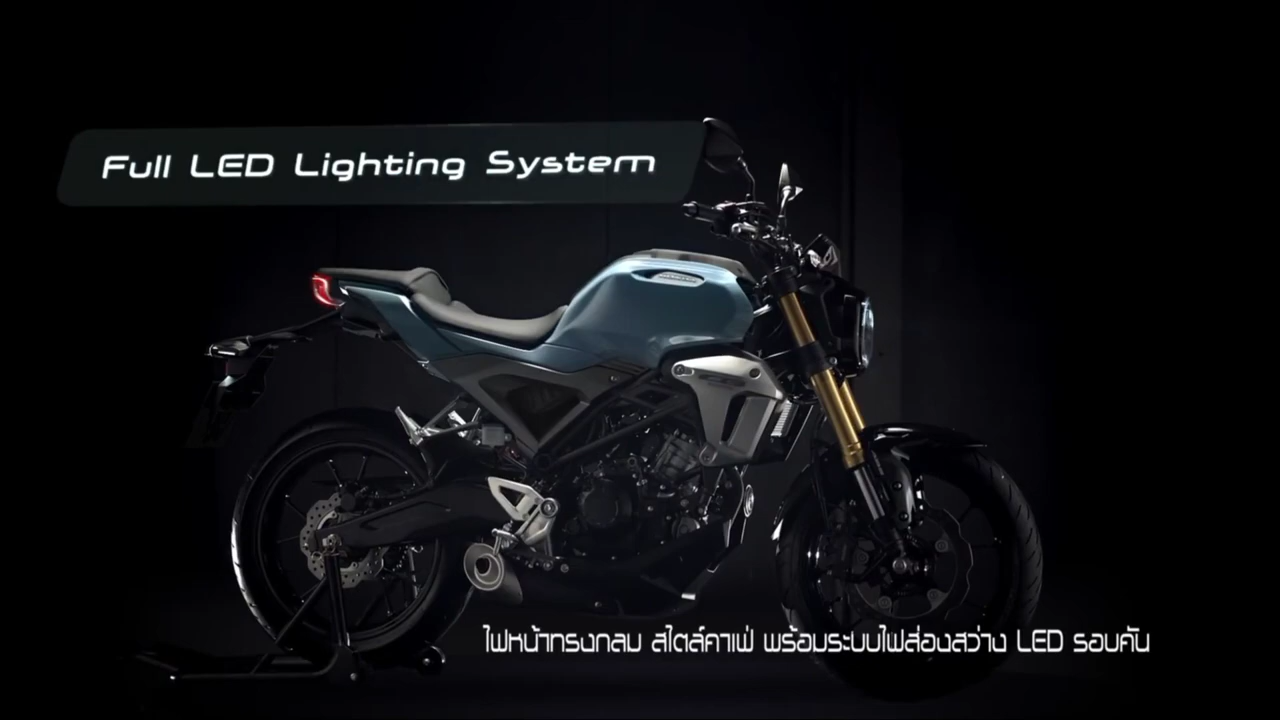 Full LED Lighting System
ไฟหน้าทรงกลม สไตล์คาเฟ่ พร้อมระบบไฟส่องสว่าง LED รอบคัน